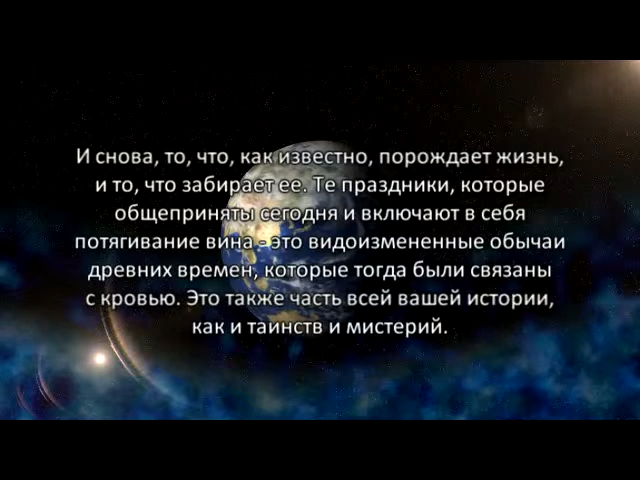 И снова, то, что, как известно, порождает жизнь,
и то, что забирает ее. Те праздники, которые
общеприняты сегодня и включают в себя
потягивание вина - это видоизмененные обычаи
древних времен, которые тогда были связаны
с кровью. Это также часть всей вашей истории,
как и таинств и мистерий.